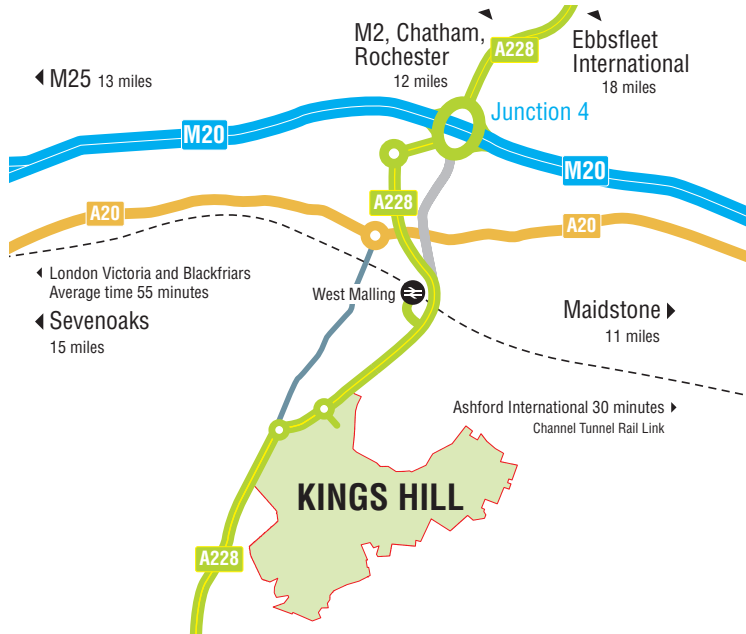 M2, Chatham,
Rochester
12 miles
A228
Ebbsfleet
International
18 miles
M25 13 miles
Junction 4
M20
M20
A228
A20
A20
London Victoria and Blackfriars
Average time 55 minutes
West Malling
Sevenoaks
15 miles
Maidstone
11 miles
Ashford International 30 minutes
Channel Tunnel Rail Link
KINGS HILL
A228